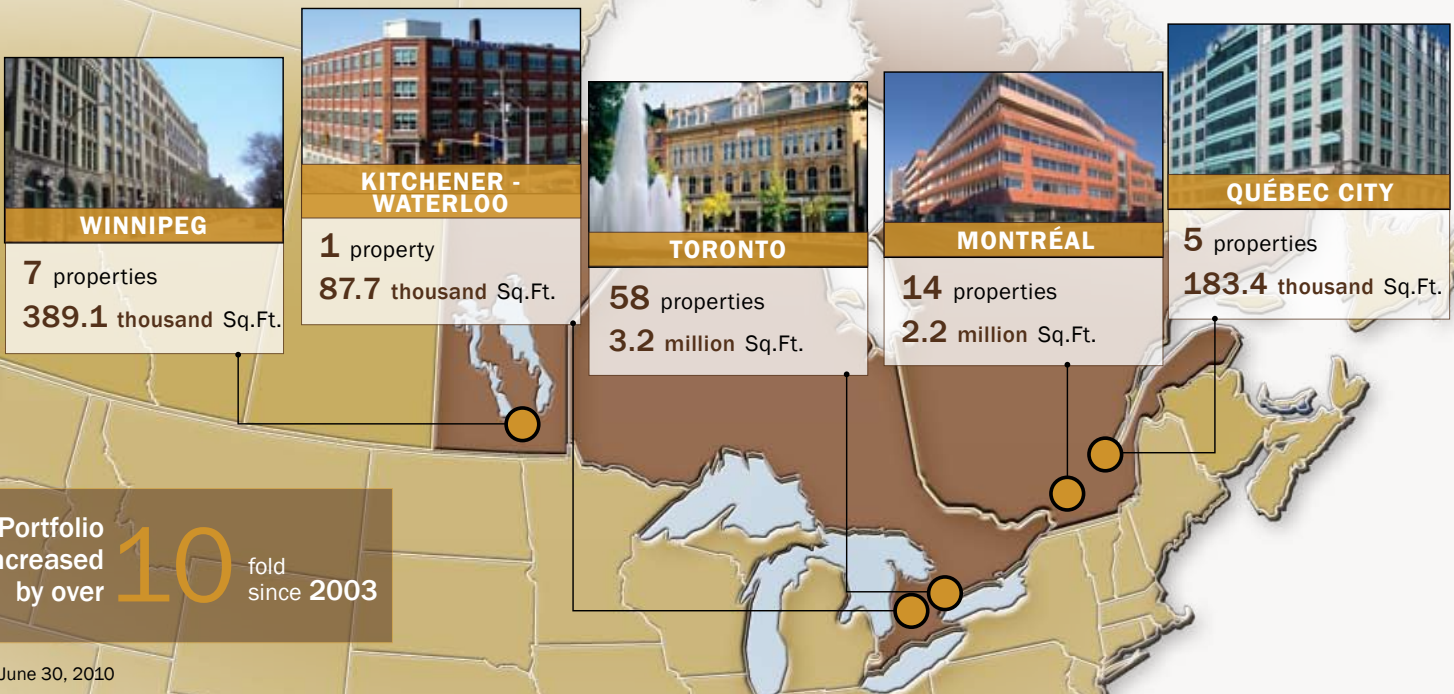 WINNIPEG
7 properties
389.1 thousand Sq.Ft.
KITCHENER -
WATERLOO
1 property
87.7 thousand Sq.Ft.
TORONTO
58 properties
3.2 million Sq.Ft.
MONTRÉAL
14 properties
2.2 million Sq.Ft.
QUÉBEC CITY
5 properties
183.4 thousand Sq.Ft.
Portfolio
increased
by over
10
fold
since 2003
June 30, 2010